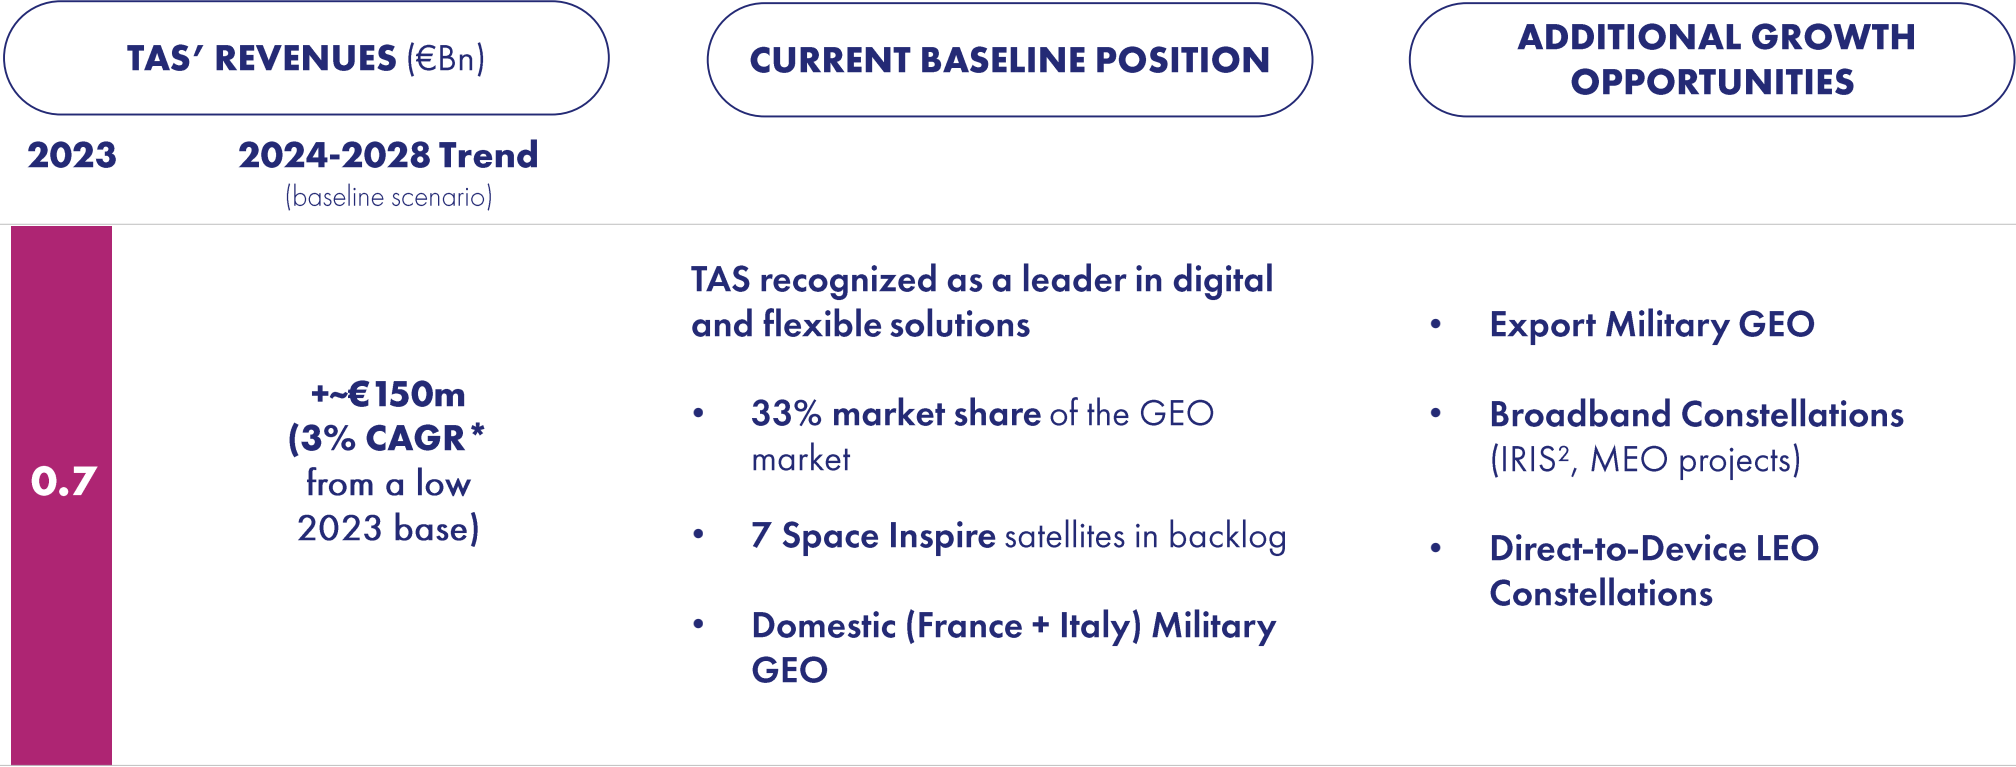 TAS’ REVENUES (€Bn)
2023
2024-2028 Trend
(baseline scenario)
0.7
+~€150m
(3% CAGR*
from a low
2023 base)
CURRENT BASELINE POSITION
TAS recognized as a leader in digital
and flexible solutions
• 33% market share of the GEO
market
• 7 Space Inspire satellites in backlog
• Domestic (France + Italy) Military
GEO
ADDITIONAL GROWTH
OPPORTUNITIES
• Export Military GEO
• Broadband Constellations
(IRIS², MEO projects)
• Direct-to-Device LEO
Constellations